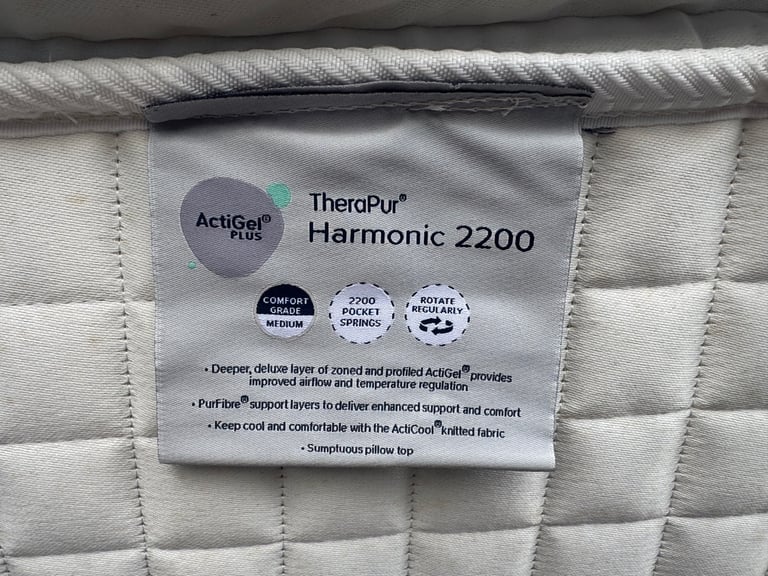 ActiGel®
PLUS
TheraPur®
Harmonic 2200
COMFORT
GRADE
MEDIUM
2200
POCKET
SPRINGS
ROTATE
REGULARLY
• Deeper, deluxe layer of zoned and profiled ActiGel® provides
improved airflow and temperature regulation
• PurFibre® support layers to deliver enhanced support and comfort
• Keep cool and comfortable with the ActiCool® knitted fabric
• Sumptuous pillow top